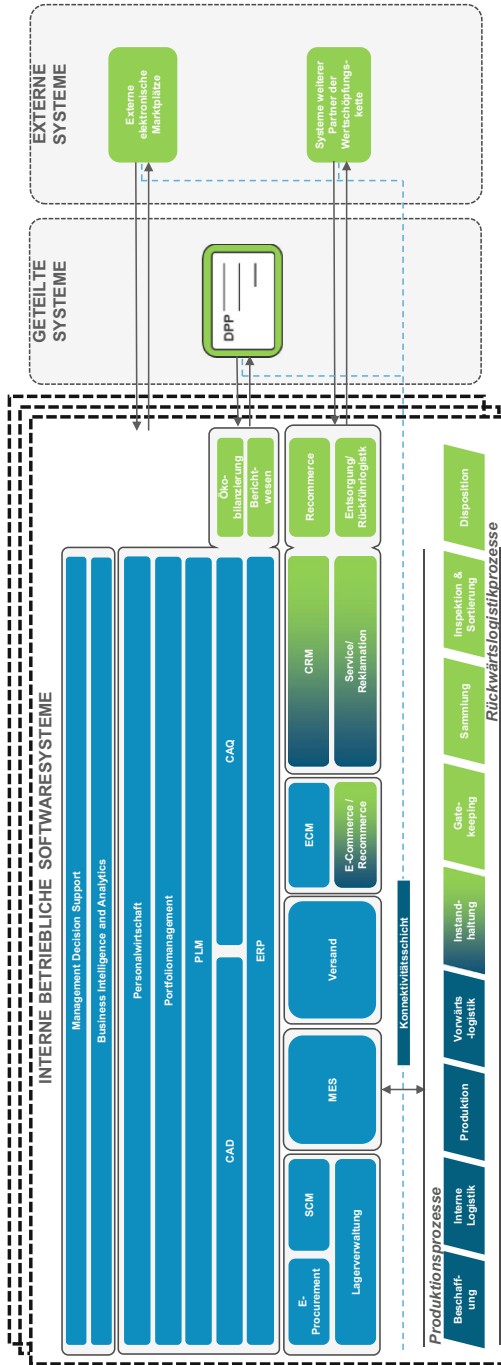 INTERNE BETRIEBLICHE SOFTWARESYSTEME
GETEILTE
SYSTEME
EXTERNE
SYSTEME
Management Decision Support
Business Intelligence and Analytics
Personalwirtschaft
Portfoliomanagement
PLM
CAD
CAQ
ERP
Öko-
bilanzierung
Bericht-
wesen
E-
Procurement
SCM
Lagerverwaltung
MES
Versand
ECM
E-Commerce /
Recommerce
CRM
Service/
Reklamation
Recommerce
Entsorgung/
Rückführlogistk
DPP
Externe
elektronische
Marktplätze
Systeme weiterer
Partner der
Wertschöpfungs-
kette
Konnektivitätsschicht
Produktionsprozesse
Beschaff-
ung
Interne
Logistik
Produktion
Vorwärts
-logistik
Instand-
haltung
Gate-
keeping
Sammlung
Inspektion &
Sortierung
Disposition
Rückwärtslogistikprozesse